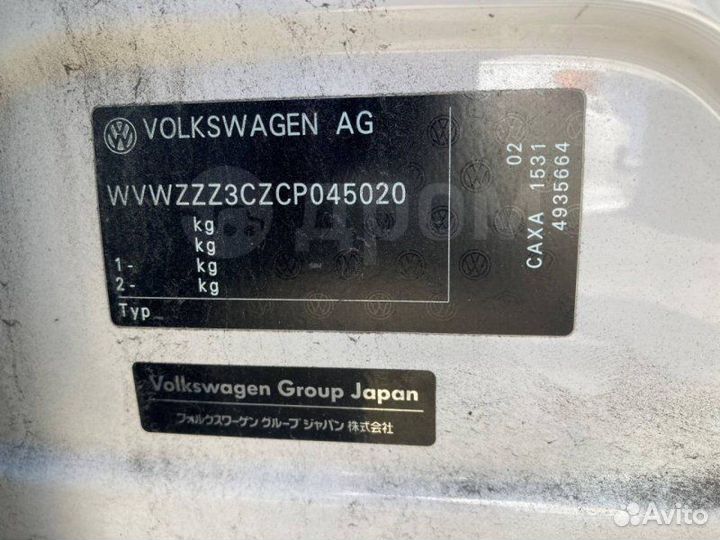 VOLKSWAGEN AG
WVWZZZ3CZCP045020
kg
kg
1- kg
2- kg
Typ
02
CAXA 1531
4935664
Volkswagen Group Japan
フォルクスワーゲン グループ ジャパン 株式会社
дром
Avito